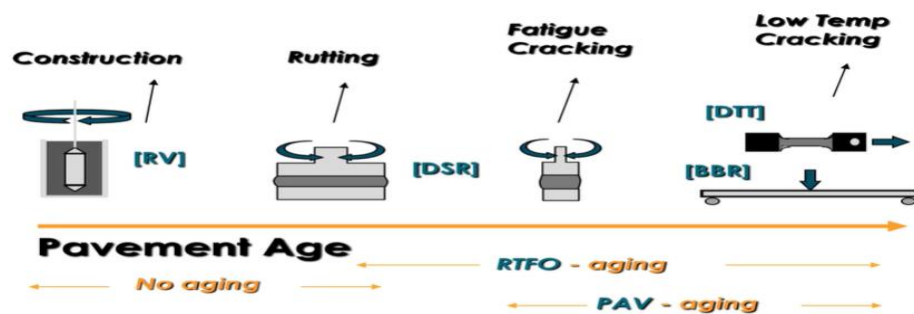 Construction
Rutting
Fatigue
Cracking
Low Temp
Cracking
[RV]
[DSR]
[DTT]
[BBR]
Pavement Age
No aging
RTFO - aging
PAV - aging